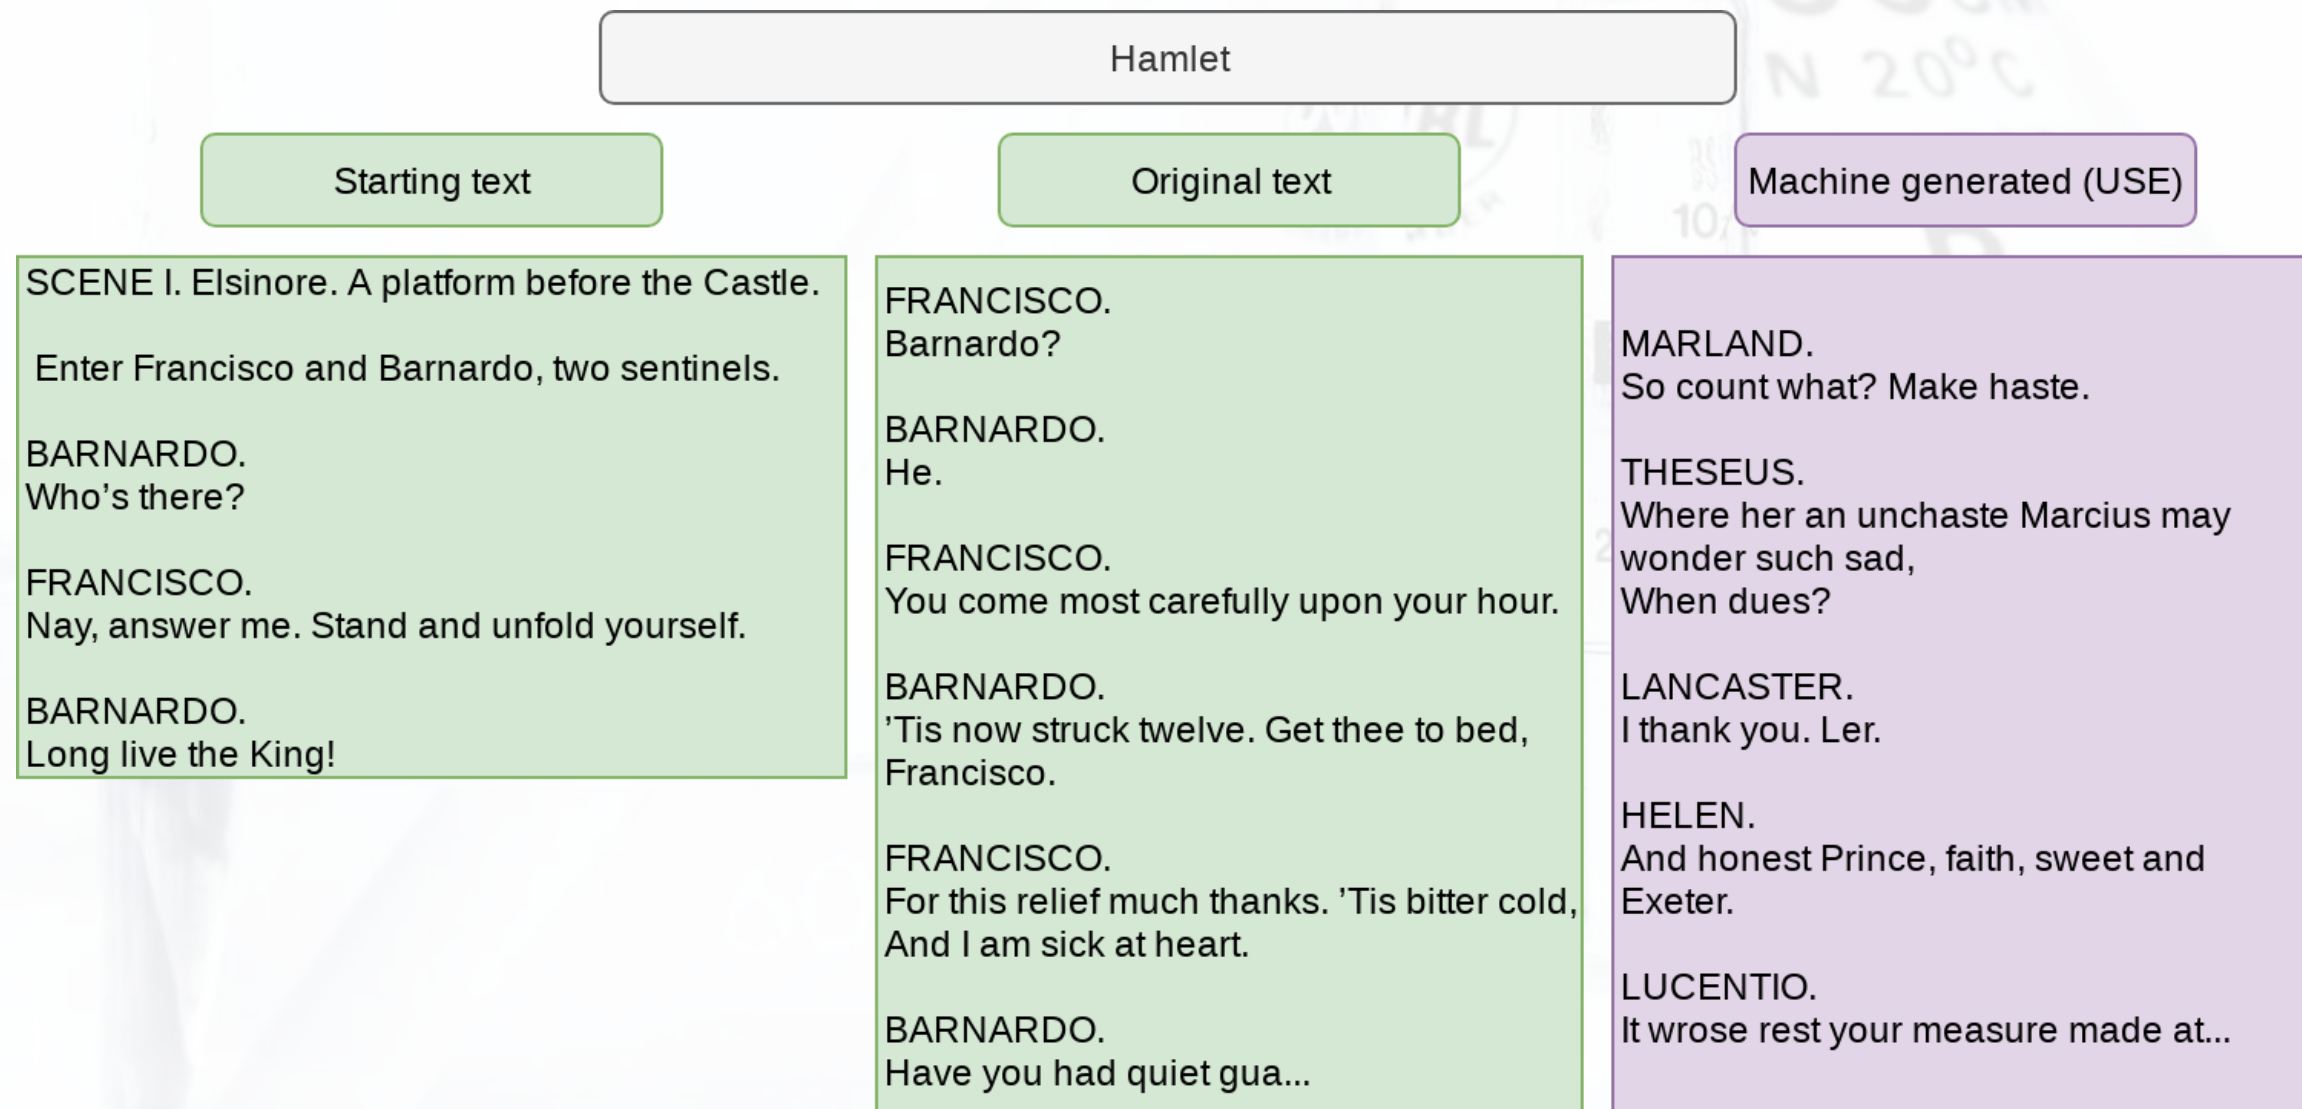 Hamlet
Starting text
Original text
Machine generated (USE)
SCENE I. Elsinore. A platform before the Castle.
Enter Francisco and Barnardo, two sentinels.
BARNARDO.
Who’s there?
FRANCISCO.
Nay, answer me. Stand and unfold yourself.
BARNARDO.
Long live the King!
FRANCISCO.
Barnardo?
BARNARDO.
He.
FRANCISCO.
You come most carefully upon your hour.
BARNARDO.
’Tis now struck twelve. Get thee to bed,
Francisco.
FRANCISCO.
For this relief much thanks. ’Tis bitter cold,
And I am sick at heart.
BARNARDO.
Have you had quiet gua...
MARLAND.
So count what? Make haste.
THESEUS.
Where her an unchaste Marcius may
wonder such sad,
When dues?
LANCASTER.
I thank you. Ler.
HELEN.
And honest Prince, faith, sweet and
Exeter.
LUCENTIO.
It wrose rest your measure made at...
N 20°C
10